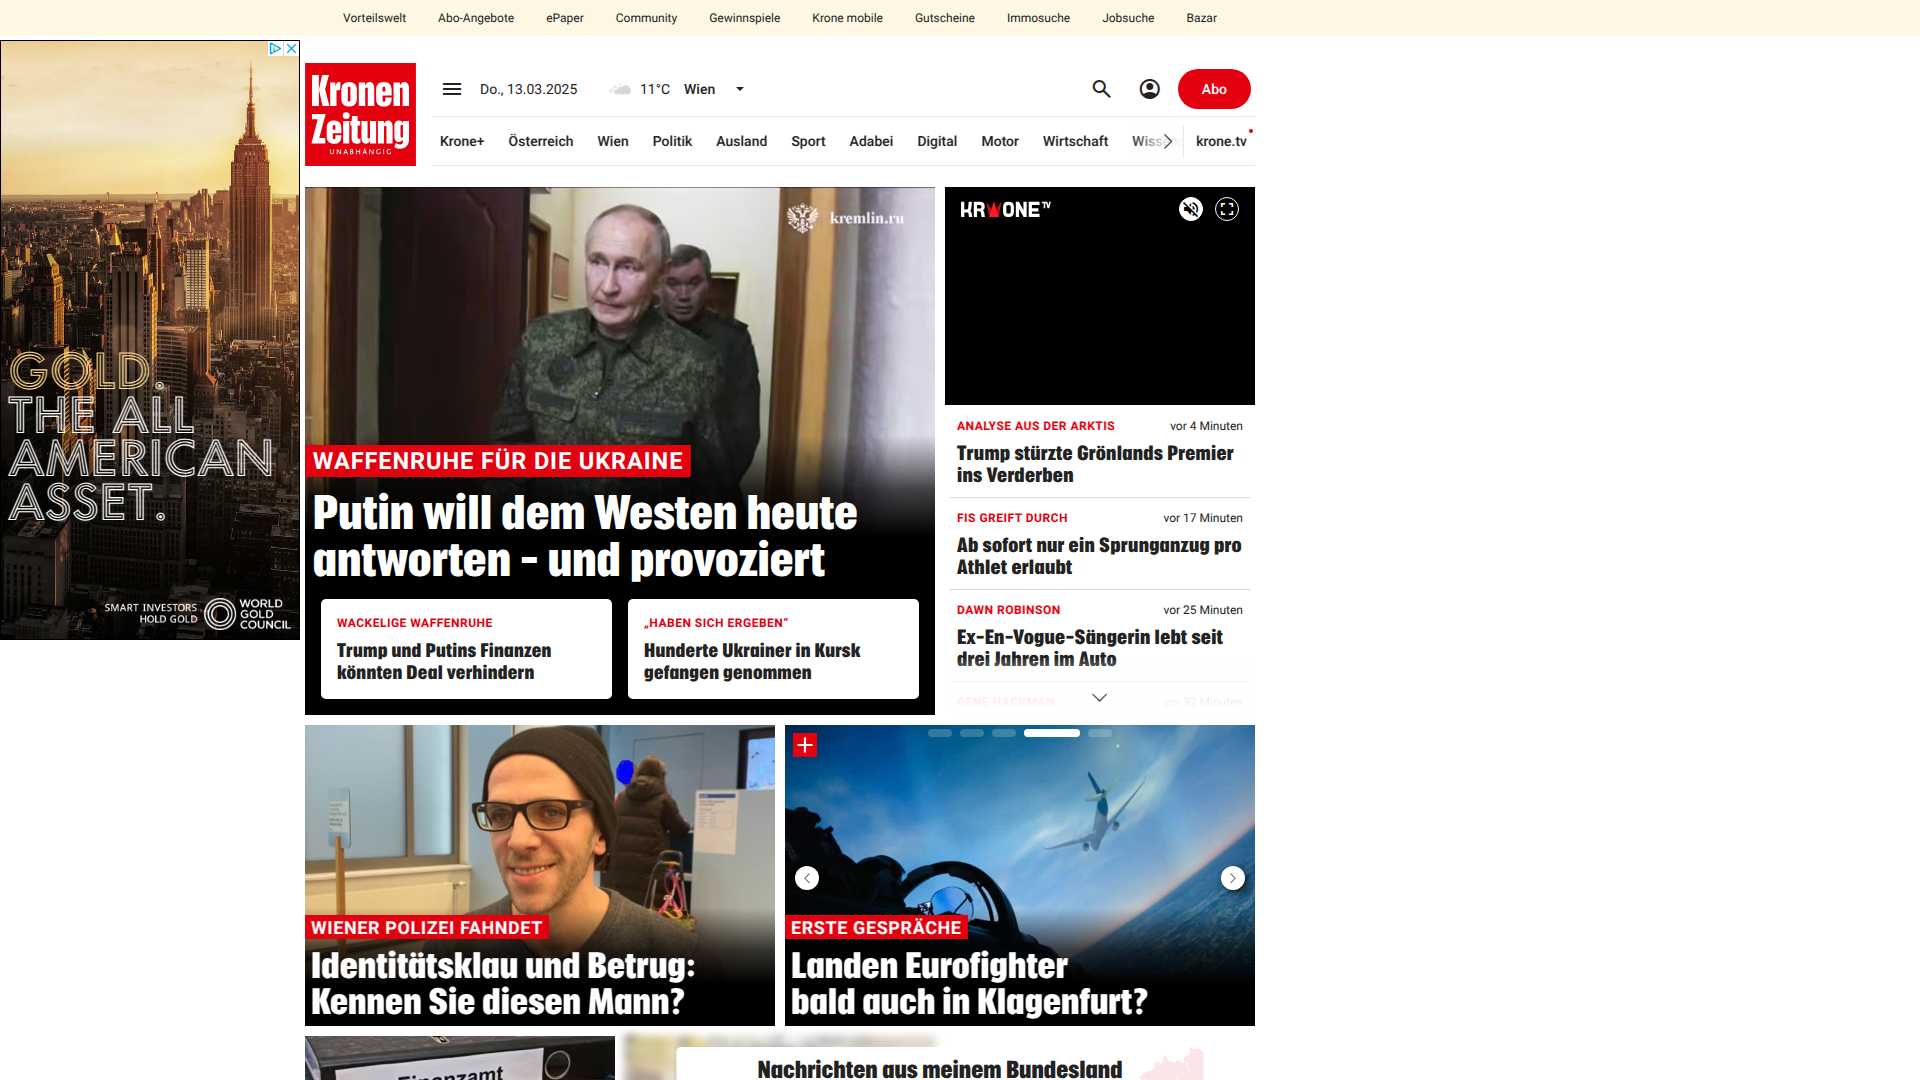 Vorteilswelt Abo-Angebote ePaper Community Gewinnspiele Krone mobile Gutscheine Immosuche Jobsuche Bazar
GOLD.
THE ALL
AMERICAN
ASSET.
SMART INVESTORS
HOLD GOLD
WORLD
GOLD
COUNCIL
Kronen
Zeitung
UNABHÄNGIG
Do., 13.03.2025 11°C Wien
Abo
Krone+ Österreich Wien Politik Ausland Sport Adabei Digital Motor Wirtschaft krone.tv
kremlin.ru
WAFFENRUHE FÜR DIE UKRAINE
Putin will dem Westen heute
antworten – und provoziert
WACKELIGE WAFFENRUHE
Trump und Putins Finanzen
könnten Deal verhindern
„HABEN SICH ERGEBEN“
Hunderte Ukrainer in Kursk
gefangen genommen
KRONE TV
ANALYSE AUS DER ARKTIS vor 4 Minuten
Trump stürzte Grönlands Premier
ins Verderben
FIS GREIFT DURCH vor 17 Minuten
Ab sofort nur ein Sprunganzug pro
Athlet erlaubt
DAWN ROBINSON vor 25 Minuten
Ex-En-Vogue-Sängerin lebt seit
drei Jahren im Auto
GENE HACKMAN vor 32 Minuten
WIENER POLIZEI FAHNDET
Identitätsklau und Betrug:
Kennen Sie diesen Mann?
ERSTE GESPRÄCHE
Landen Eurofighter
bald auch in Klagenfurt?
Finanzamt
Nachrichten aus meinem Bundesland